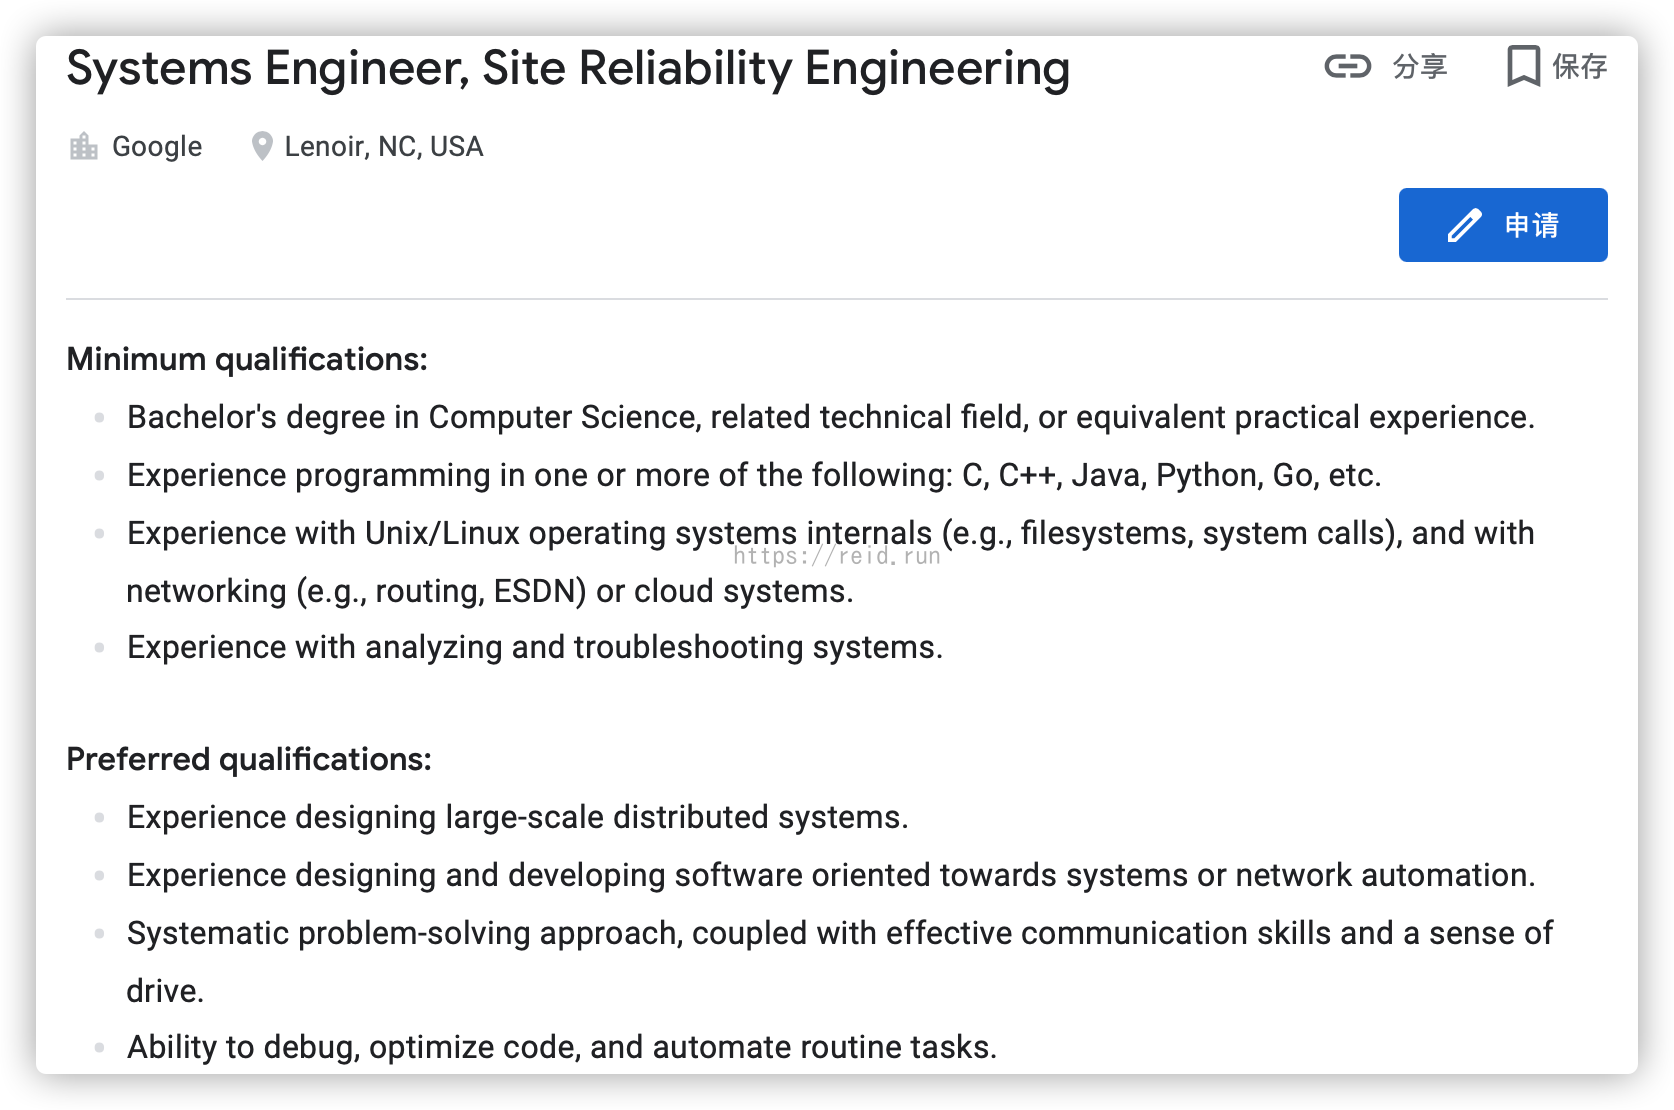 Systems Engineer, Site Reliability Engineering
分享
保存
Google
Lenoir, NC, USA
申请
Minimum qualifications:
Bachelor's degree in Computer Science, related technical field, or equivalent practical experience.
Experience programming in one or more of the following: C, C++, Java, Python, Go, etc.
Experience with Unix/Linux operating systems internals (e.g., filesystems, system calls), and with
https://reid.run
networking (e.g., routing, ESDN) or cloud systems.
Experience with analyzing and troubleshooting systems.
Preferred qualifications:
Experience designing large-scale distributed systems.
Experience designing and developing software oriented towards systems or network automation.
Systematic problem-solving approach, coupled with effective communication skills and a sense of
drive.
Ability to debug, optimize code, and automate routine tasks.